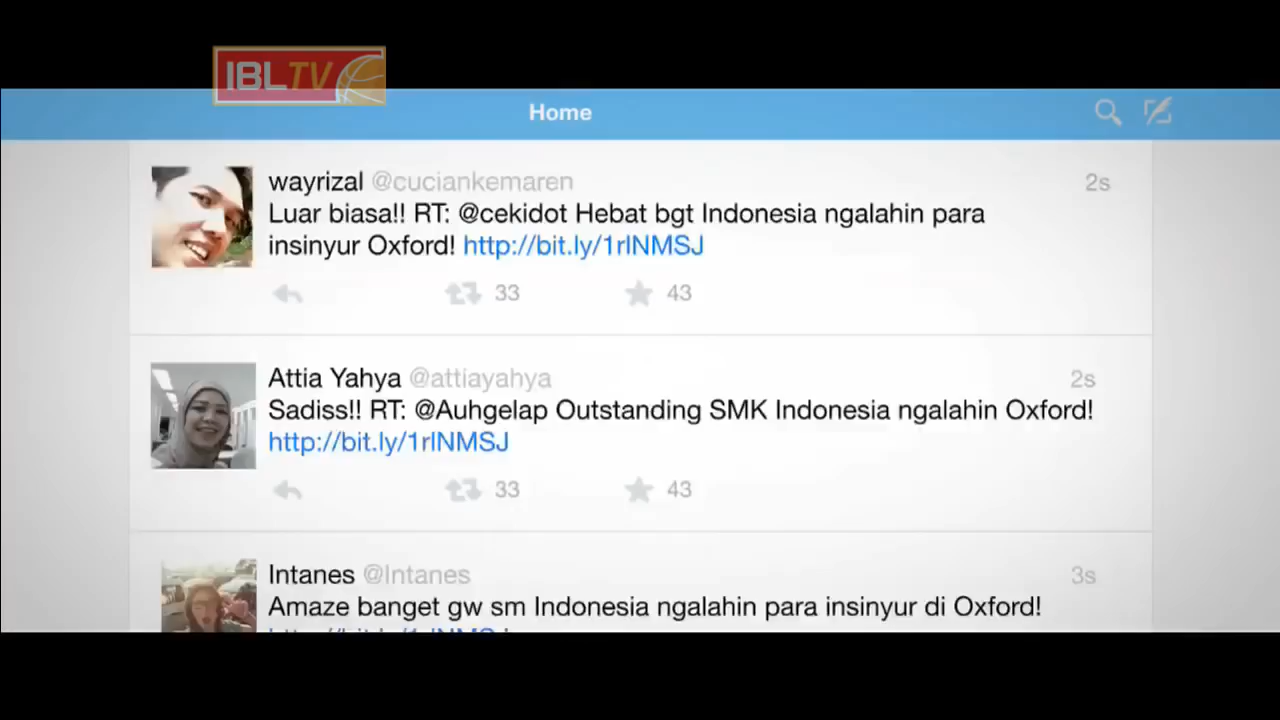 IBLTV
Home
wayrizal @cuciankemaren 2s
Luar biasa!! RT: @cekidot Hebat bgt Indonesia ngalahin para
insinyur Oxford! http://bit.ly/1rlNMSJ
33 43
Attia Yahya @attiayahya 2s
Sadiss!! RT: @Auhgelap Outstanding SMK Indonesia ngalahin Oxford!
http://bit.ly/1rlNMSJ
33 43
Intanes @Intanes 3s
Amaze banget gw sm Indonesia ngalahin para insinyur di Oxford!